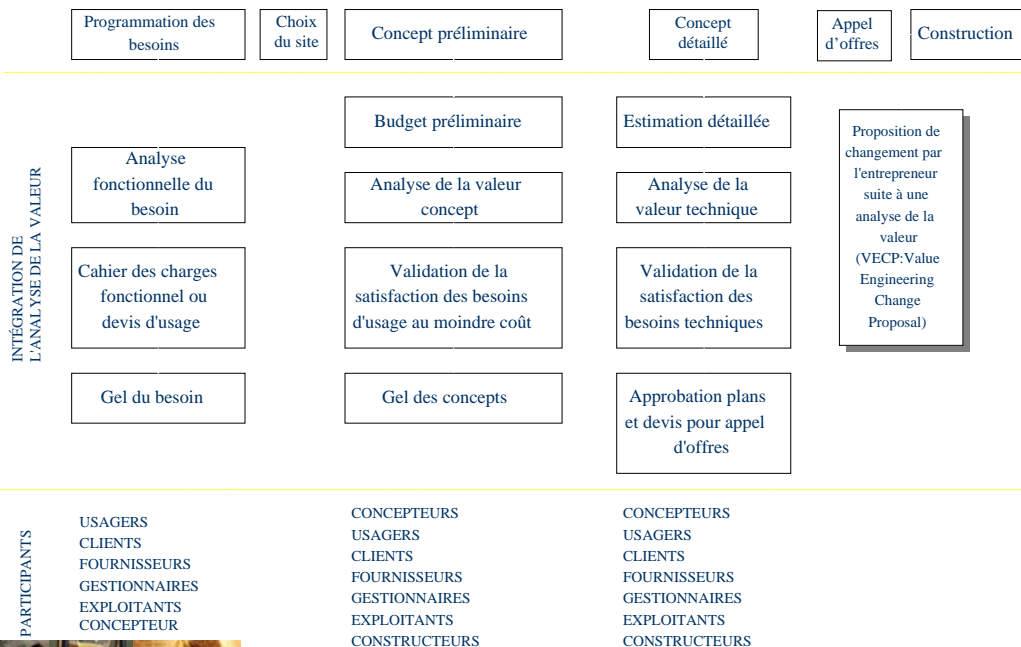 Programmation des
besoins
Choix
du site
Concept préliminaire
Concept
détaillé
Appel
d'offres
Construction
INTÉGRATION DE
L'ANALYSE DE LA VALEUR
Analyse
fonctionnelle du
besoin
Cahier des charges
fonctionnel ou
devis d'usage
Gel du besoin
Budget préliminaire
Analyse de la valeur
concept
Validation de la
satisfaction des besoins
d'usage au moindre coût
Gel des concepts
Estimation détaillée
Analyse de la
valeur technique
Validation de la
satisfaction des
besoins techniques
Approbation plans
et devis pour appel
d'offres
Proposition de
changement par
l'entrepreneur
suite à une
analyse de la
valeur
(VECP:Value
Engineering
Change
Proposal)
PARTICIPANTS
USAGERS
CLIENTS
FOURNISSEURS
GESTIONNAIRES
EXPLOITANTS
CONCEPTEUR
CONCEPTEURS
USAGERS
CLIENTS
FOURNISSEURS
GESTIONNAIRES
EXPLOITANTS
CONSTRUCTEURS
CONCEPTEURS
USAGERS
CLIENTS
FOURNISSEURS
GESTIONNAIRES
EXPLOITANTS
CONSTRUCTEURS